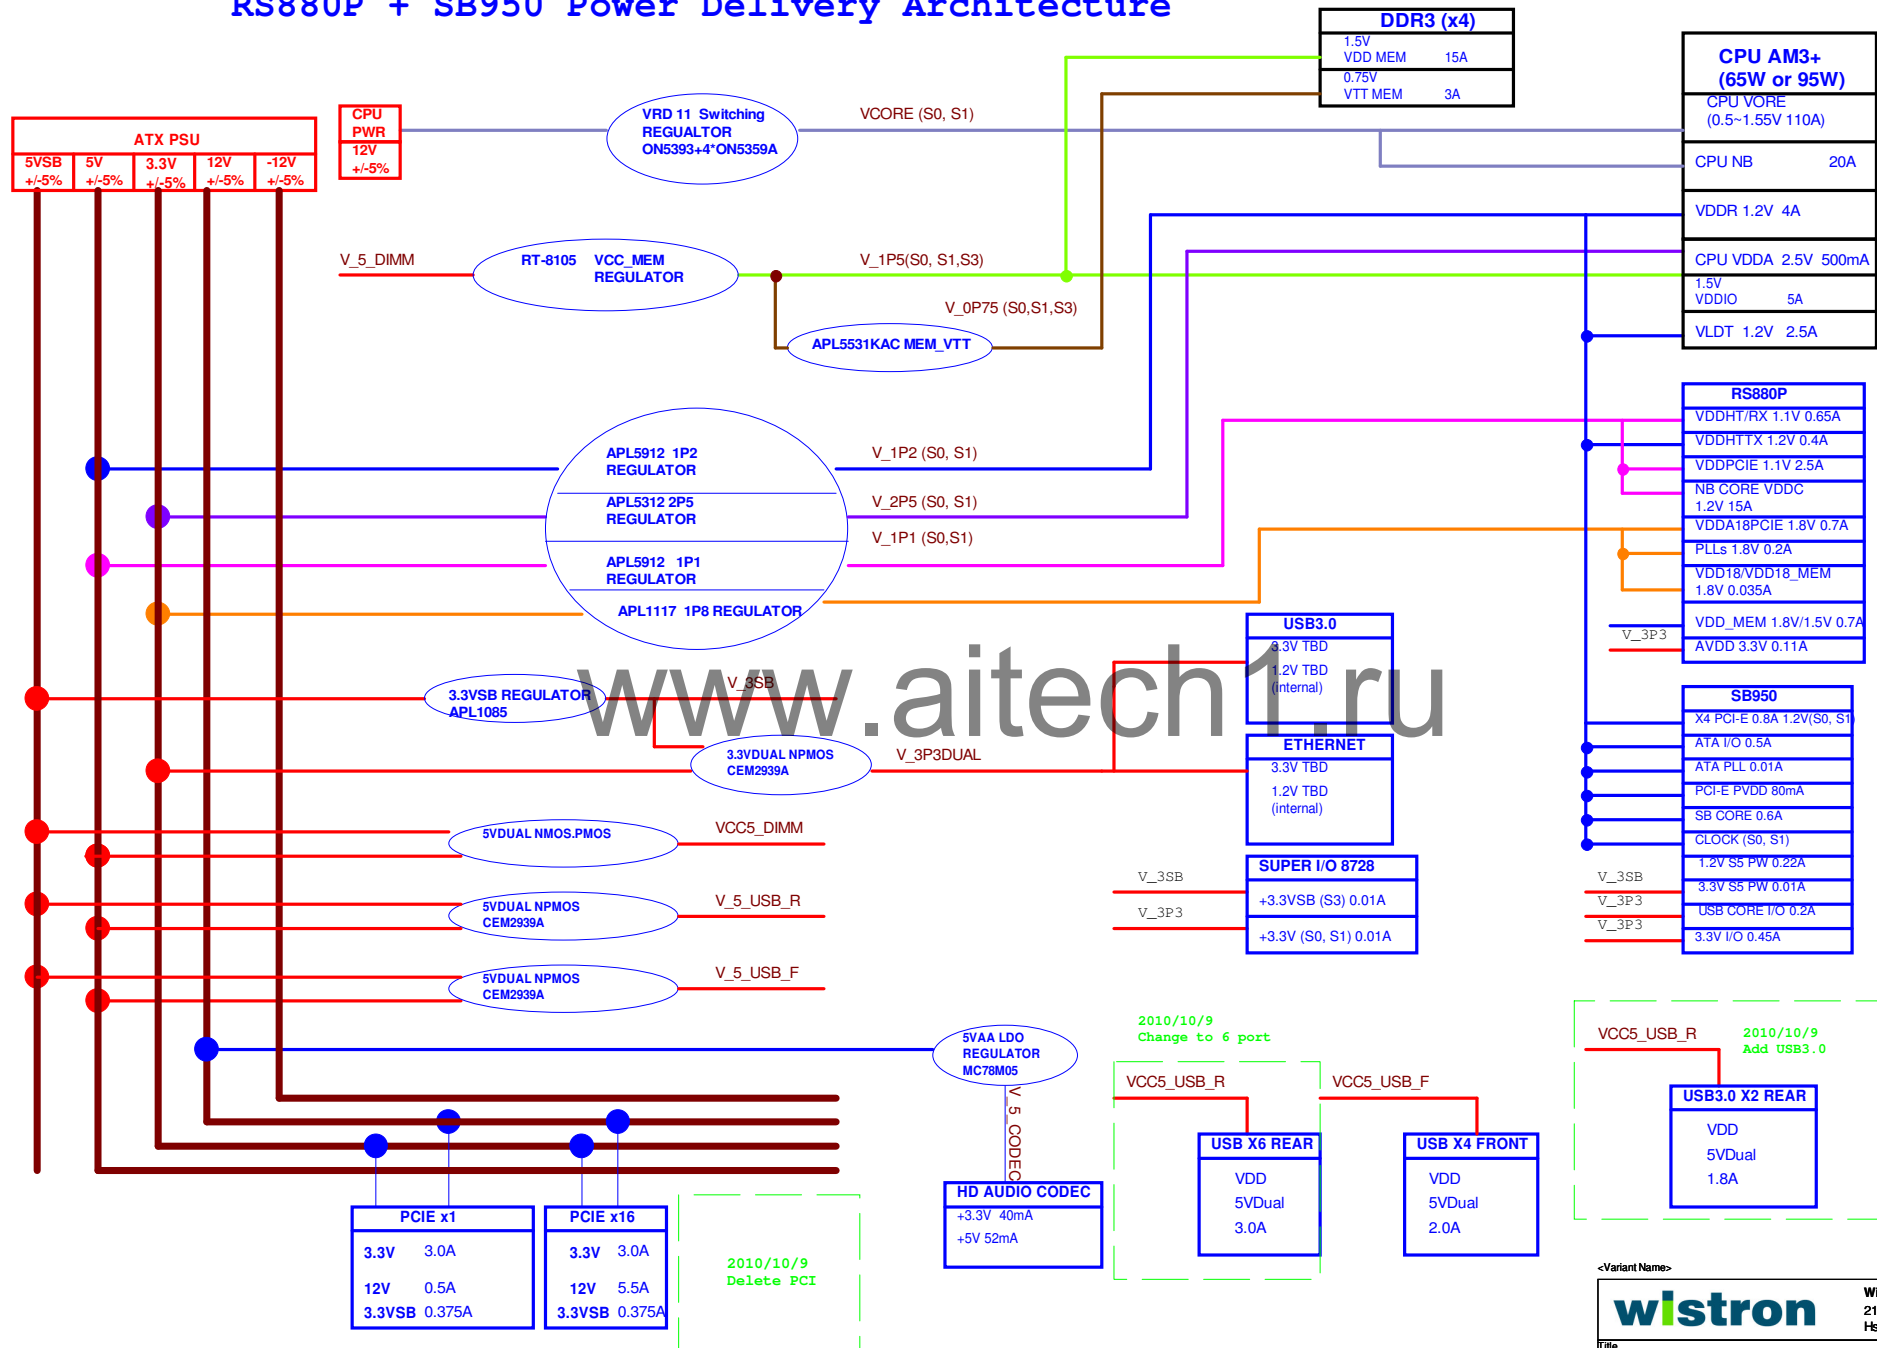 RS880P + SB950 Power Delivery Architecture
DDR3 (x4)
1.5V
VDD MEM 15A
0.75V
VTT MEM 3A
CPU AM3+
(65W or 95W)
CPU VORE
(0.5~1.55V 110A)
CPU NB 20A
VDDR 1.2V 4A
CPU VDDA 2.5V 500mA
1.5V
VDDIO 5A
VLDT 1.2V 2.5A
ATX PSU
5VSB
+/-5%
5V
+/-5%
3.3V
+/-5%
12V
+/-5%
-12V
+/-5%
CPU
PWR
12V
+/-5%
VRD 11 Switching
REGUALTOR
ON5393+4*ON5359A
VCORE (S0, S1)
V_5_DIMM
RT-8105 VCC_MEM
REGULATOR
V_1P5(S0, S1,S3)
V_0P75 (S0,S1,S3)
APL5531KAC MEM_VTT
APL5912 1P2
REGULATOR
V_1P2 (S0, S1)
APL5312 2P5
REGULATOR
V_2P5 (S0, S1)
V_1P1 (S0,S1)
APL5912 1P1
REGULATOR
APL1117 1P8 REGULATOR
RS880P
VDDHT/RX 1.1V 0.65A
VDDHTTX 1.2V 0.4A
VDDPCIE 1.1V 2.5A
NB CORE VDDC
1.2V 15A
VDDA18PCIE 1.8V 0.7A
PLLs 1.8V 0.2A
VDD18/VDD18_MEM
1.8V 0.035A
VDD_MEM 1.8V/1.5V 0.7A
V_3P3
AVDD 3.3V 0.11A
www.aitech1.ru
3.3VSB REGULATOR
APL1085
V_3SB
3.3VDUAL NPMOS
CEM2939A
V_3P3DUAL
USB3.0
3.3V TBD
1.2V TBD
(internal)
ETHERNET
3.3V TBD
1.2V TBD
(internal)
SB950
X4 PCI-E 0.8A 1.2V(S0, S1)
ATA I/O 0.5A
ATA PLL 0.01A
PCI-E PVDD 80mA
SB CORE 0.6A
CLOCK (S0, S1)
1.2V S5 PW 0.22A
V_3SB
3.3V S5 PW 0.01A
V_3P3
USB CORE I/O 0.2A
V_3P3
3.3V I/O 0.45A
5VDUAL NMOS.PMOS
VCC5_DIMM
5VDUAL NPMOS
CEM2939A
V_5_USB_R
5VDUAL NPMOS
CEM2939A
V_5_USB_F
SUPER I/O 8728
V_3SB
+3.3VSB (S3) 0.01A
V_3P3
+3.3V (S0, S1) 0.01A
5VAA LDO
REGULATOR
MC78M05
V_5_CODEC
HD AUDIO CODEC
+3.3V 40mA
+5V 52mA
2010/10/9
Change to 6 port
VCC5_USB_R
USB X6 REAR
VDD
5VDual
3.0A
VCC5_USB_F
USB X4 FRONT
VDD
5VDual
2.0A
VCC5_USB_R
2010/10/9
Add USB3.0
USB3.0 X2 REAR
VDD
5VDual
1.8A
PCIE x1
3.3V 3.0A
12V 0.5A
3.3VSB 0.375A
PCIE x16
3.3V 3.0A
12V 5.5A
3.3VSB 0.375A
2010/10/9
Delete PCI
<Variant Name>
wistron
Wi
21
Hs
Title